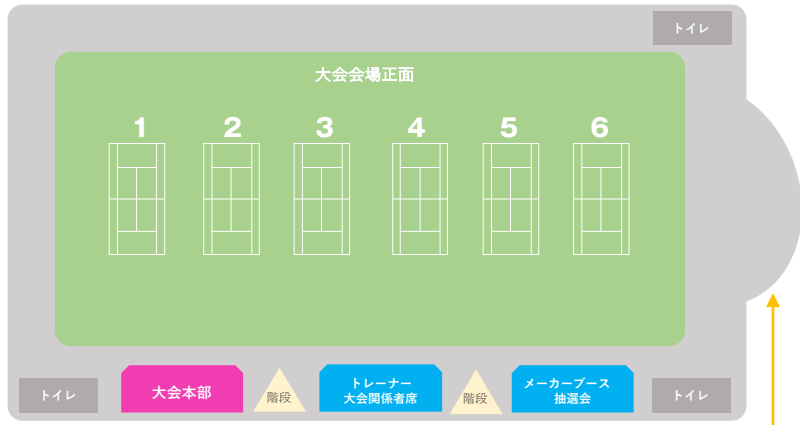 トイレ
大会会場正面
1 2 3 4 5 6
トイレ
大会本部
階段
トレーナー
大会関係者席
階段
メーカーブース
抽選会
トイレ